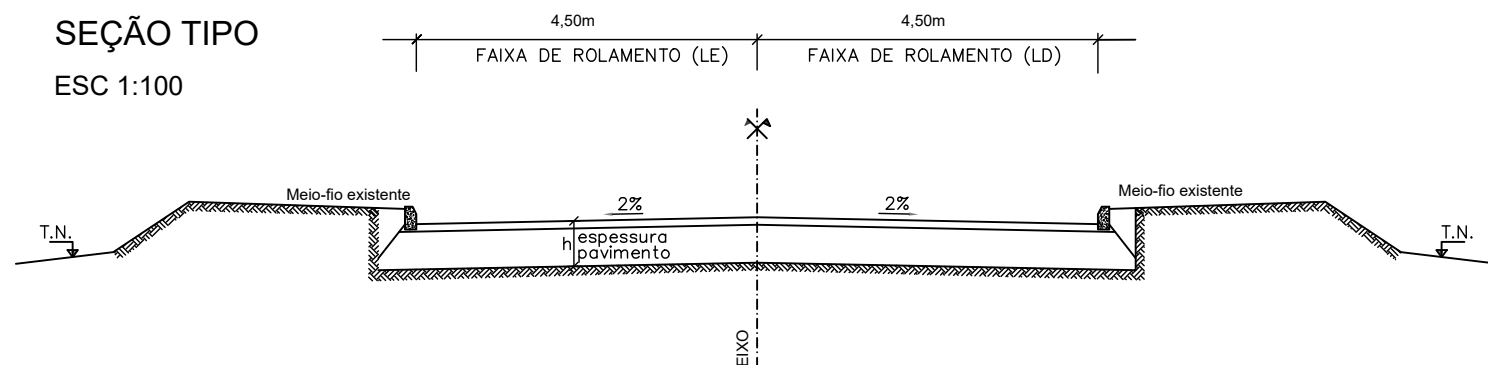 SEÇÃO TIPO
ESC 1:100
4,50m
4,50m
FAIXA DE ROLAMENTO (LE)
FAIXA DE ROLAMENTO (LD)
Meio-fio existente
Meio-fio existente
2%
2%
T.N.
T.N.
h
espessura
pavimento
EIXO